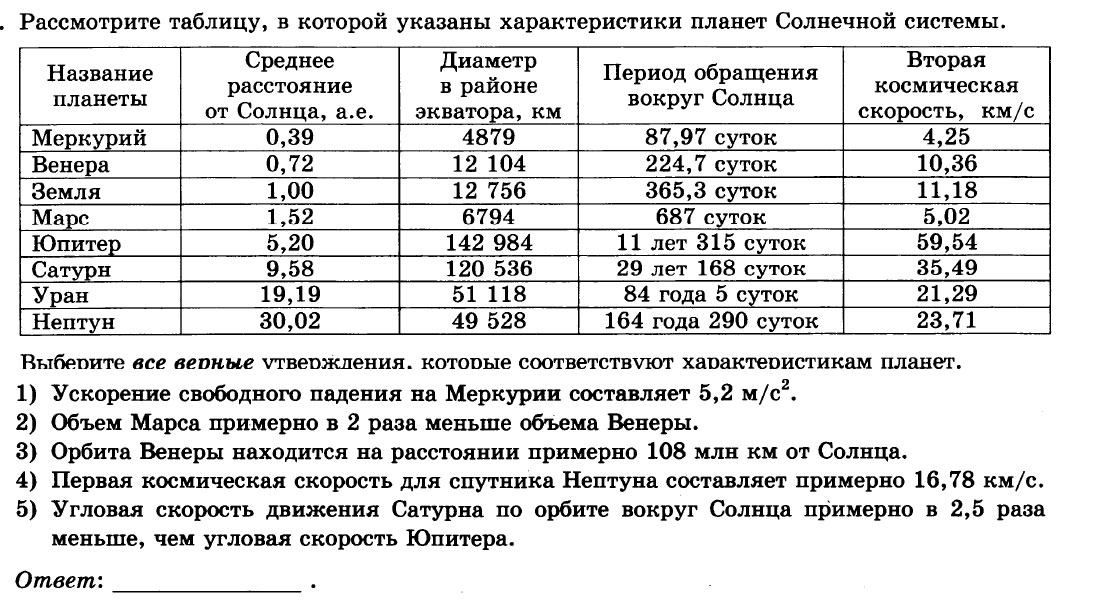 . Рассмотрите таблицу, в которой указаны характеристики планет Солнечной системы.
Название планеты | Среднее расстояние от Солнца, а.е. | Диаметр в районе экватора, км | Период обращения вокруг Солнца | Вторая космическая скорость, км/с
Меркурий | 0,39 | 4879 | 87,97 суток | 4,25
Венера | 0,72 | 12 104 | 224,7 суток | 10,36
Земля | 1,00 | 12 756 | 365,3 суток | 11,18
Марс | 1,52 | 6794 | 687 суток | 5,02
Юпитер | 5,20 | 142 984 | 11 лет 315 суток | 59,54
Сатурн | 9,58 | 120 536 | 29 лет 168 суток | 35,49
Уран | 19,19 | 51 118 | 84 года 5 суток | 21,29
Нептун | 30,02 | 49 528 | 164 года 290 суток | 23,71
Выберите все верные утверждения, которые соответствуют характеристикам планет.
1) Ускорение свободного падения на Меркурии составляет 5,2 м/с².
2) Объем Марса примерно в 2 раза меньше объема Венеры.
3) Орбита Венеры находится на расстоянии примерно 108 млн км от Солнца.
4) Первая космическая скорость для спутника Нептуна составляет примерно 16,78 км/с.
5) Угловая скорость движения Сатурна по орбите вокруг Солнца примерно в 2,5 раза
меньше, чем угловая скорость Юпитера.
Ответ: ________________ .